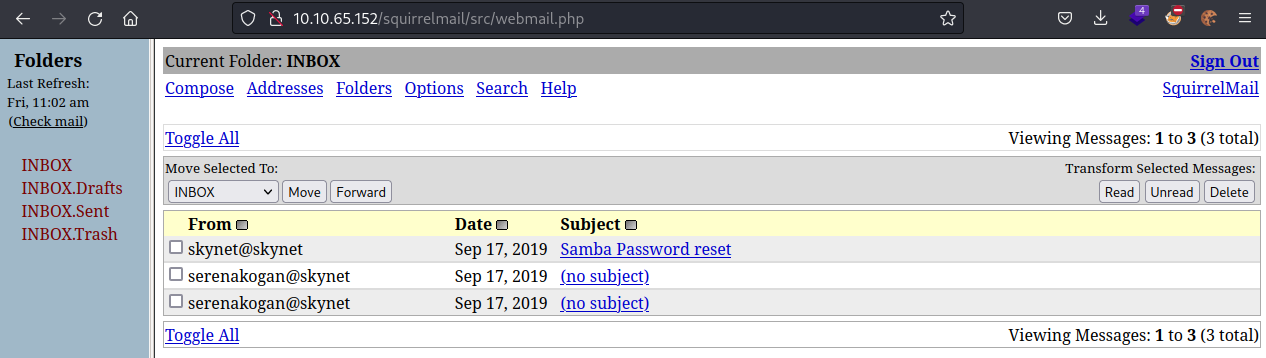 10.10.65.152/squirrelmail/src/webmail.php
4
Folders
Last Refresh:
Fri, 11:02 am
(Check mail)
INBOX
INBOX.Drafts
INBOX.Sent
INBOX.Trash
Current Folder: INBOX Sign Out
Compose Addresses Folders Options Search Help SquirrelMail
Toggle All Viewing Messages: 1 to 3 (3 total)
Move Selected To: Transform Selected Messages:
INBOX Move Forward Read Unread Delete
From Date Subject
skynet@skynet Sep 17, 2019 Samba Password reset
serenakogan@skynet Sep 17, 2019 (no subject)
serenakogan@skynet Sep 17, 2019 (no subject)
Toggle All Viewing Messages: 1 to 3 (3 total)